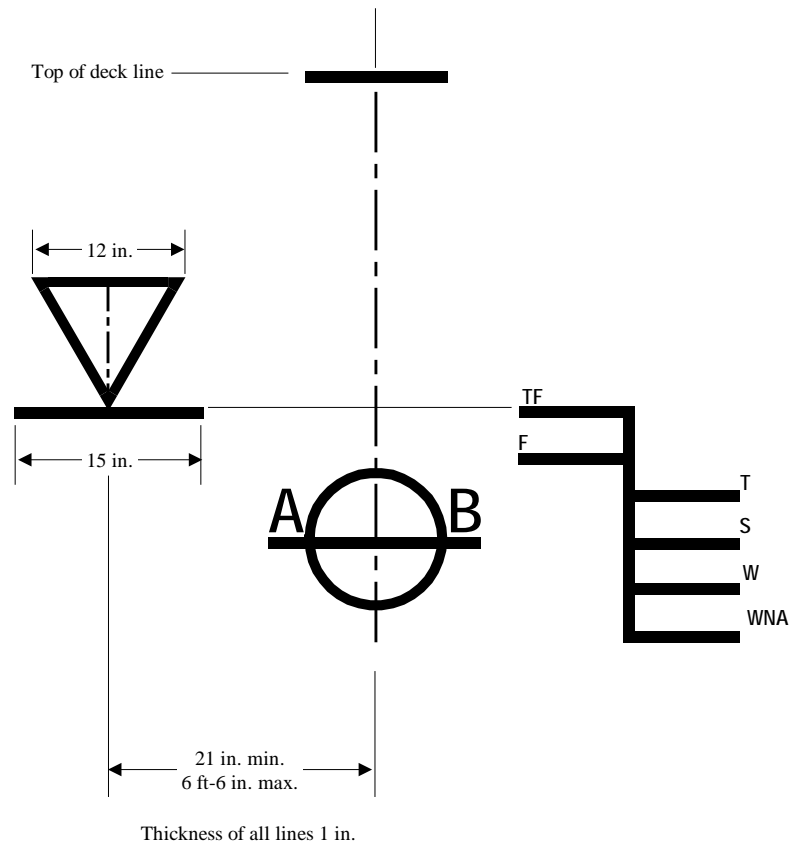 Top of deck line
12 in.
TF
F
15 in.
A B
T
S
W
WNA
21 in. min.
6 ft-6 in. max.
Thickness of all lines 1 in.